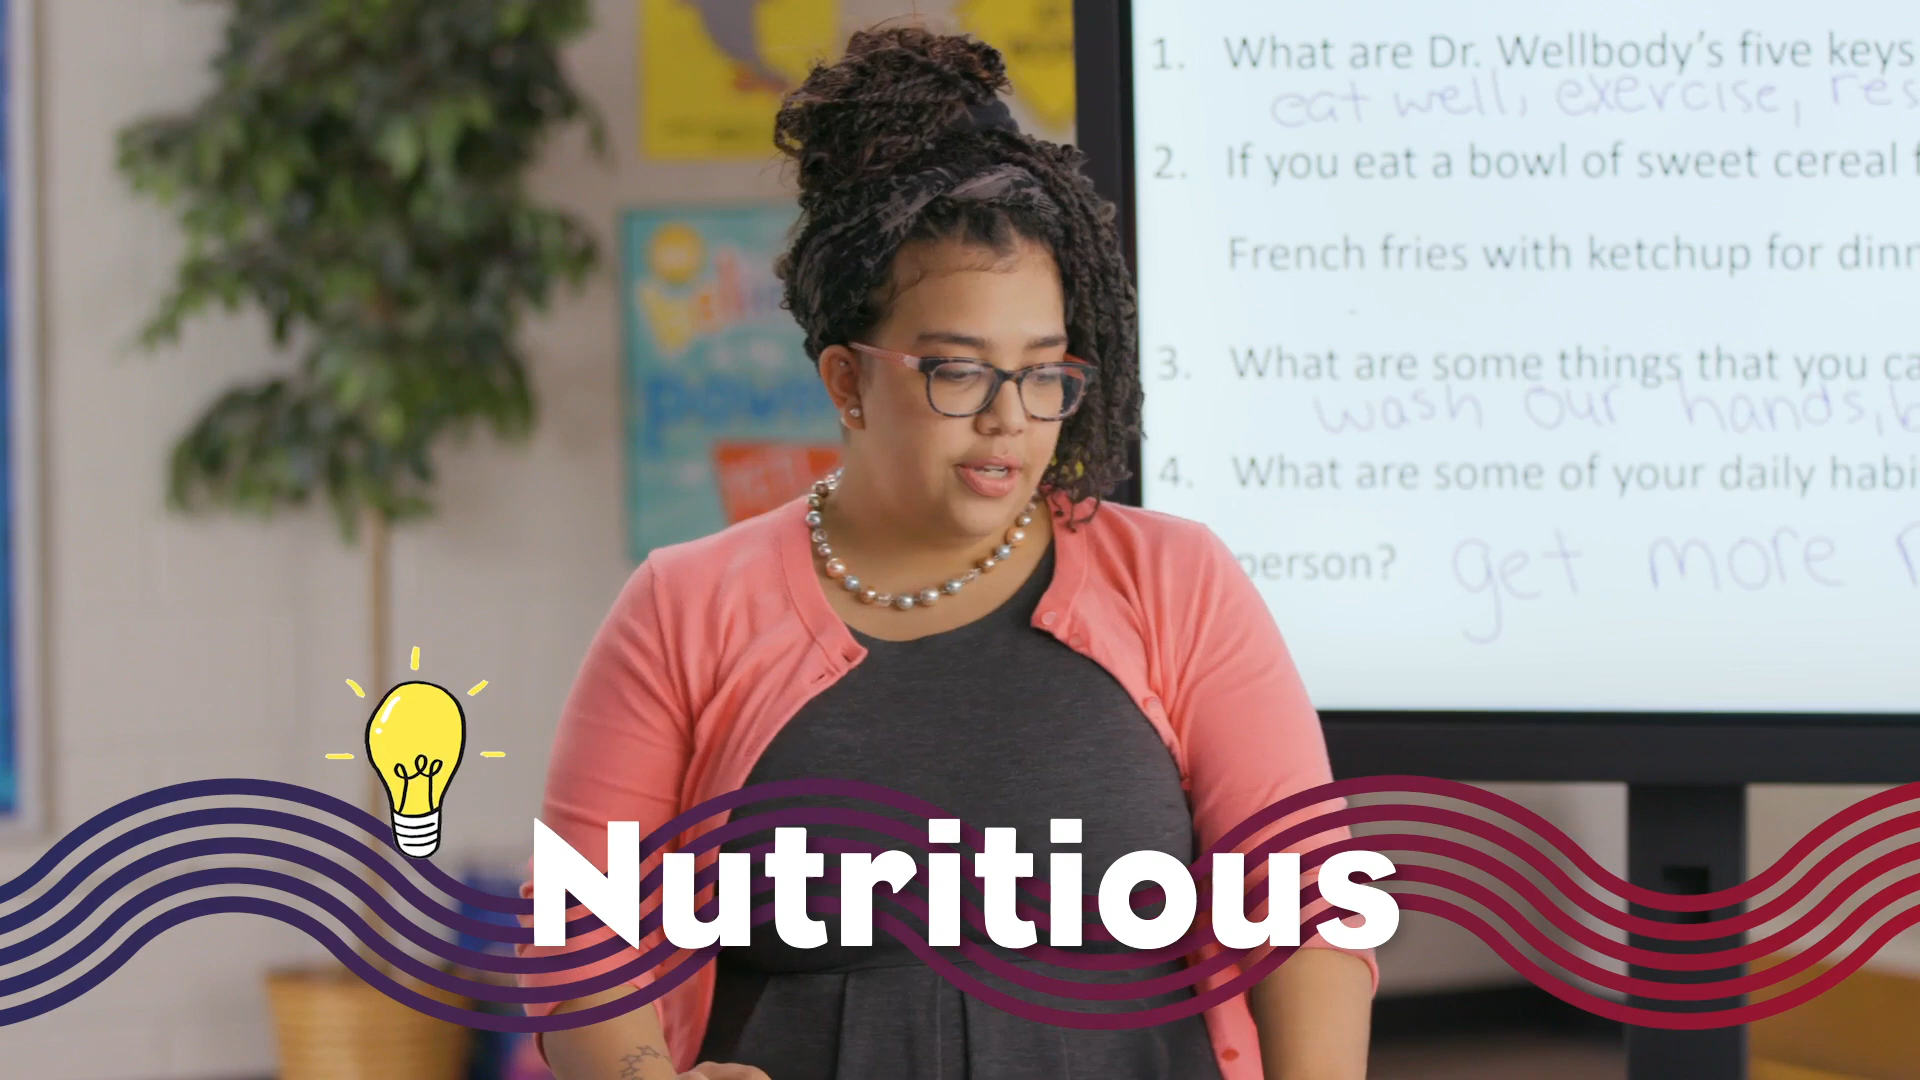 1. What are Dr. Wellbody's five keys
eat well, exercise, res
2. If you eat a bowl of sweet cereal f
French fries with ketchup for dinn
3. What are some things that you ca
wash our hands, b
4. What are some of your daily habi
person? get more
Nutritious